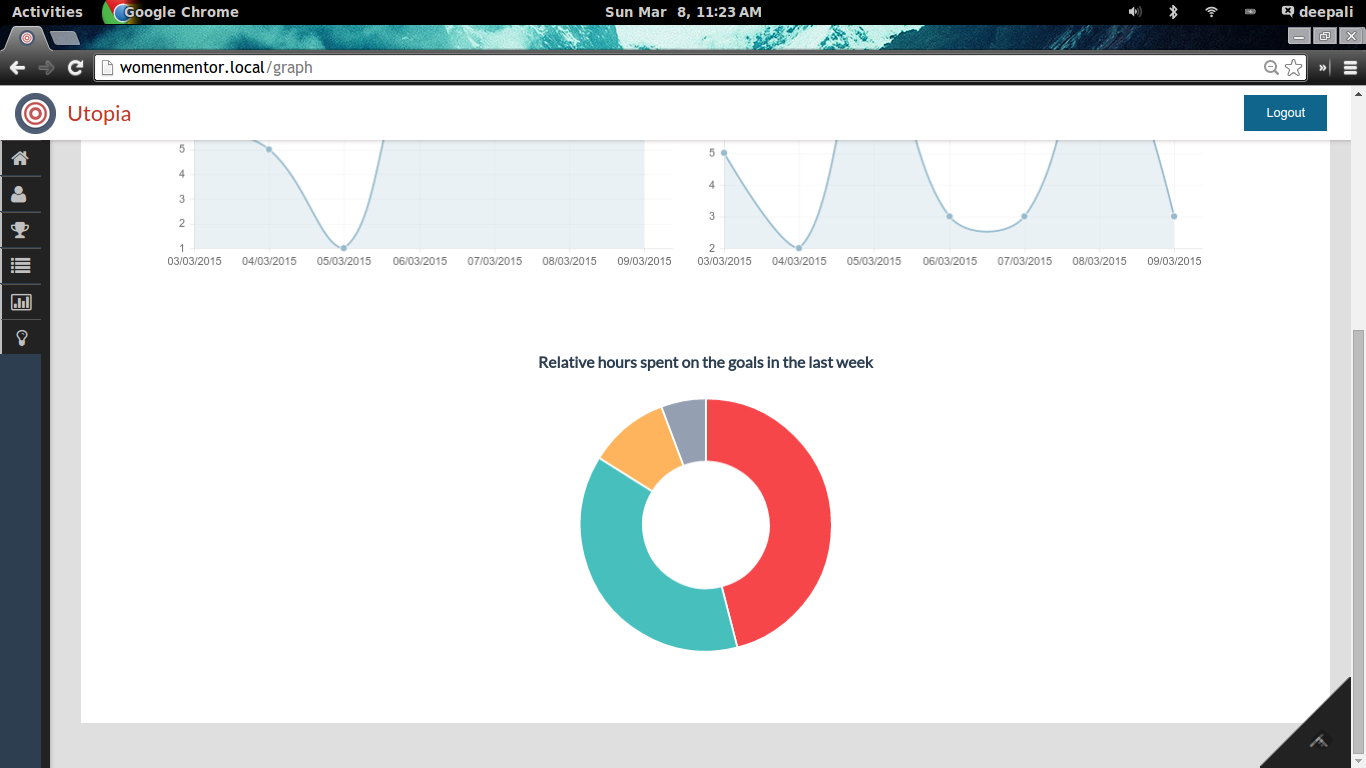 Activities Google Chrome Sun Mar 8, 11:23 AM deepali
womenmentor.local/graph
»
Utopia Logout
5
4
3
2
1
03/03/2015 04/03/2015 05/03/2015 06/03/2015 07/03/2015 08/03/2015 09/03/2015
5
4
3
2
03/03/2015 04/03/2015 05/03/2015 06/03/2015 07/03/2015 08/03/2015 09/03/2015
Relative hours spent on the goals in the last week